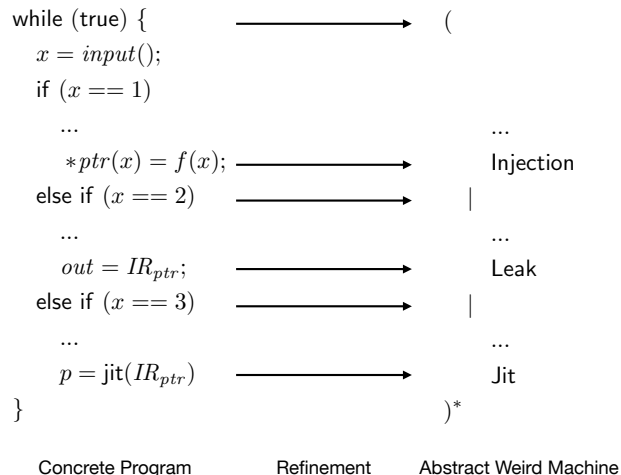 while (true) { (
x = input();
if (x == 1)
... ...
∗ptr(x) = f(x); Injection
else if (x == 2) |
... ...
out = IR_ptr; Leak
else if (x == 3) |
... ...
p = jit(IR_ptr) Jit
} )*
Concrete Program Refinement Abstract Weird Machine